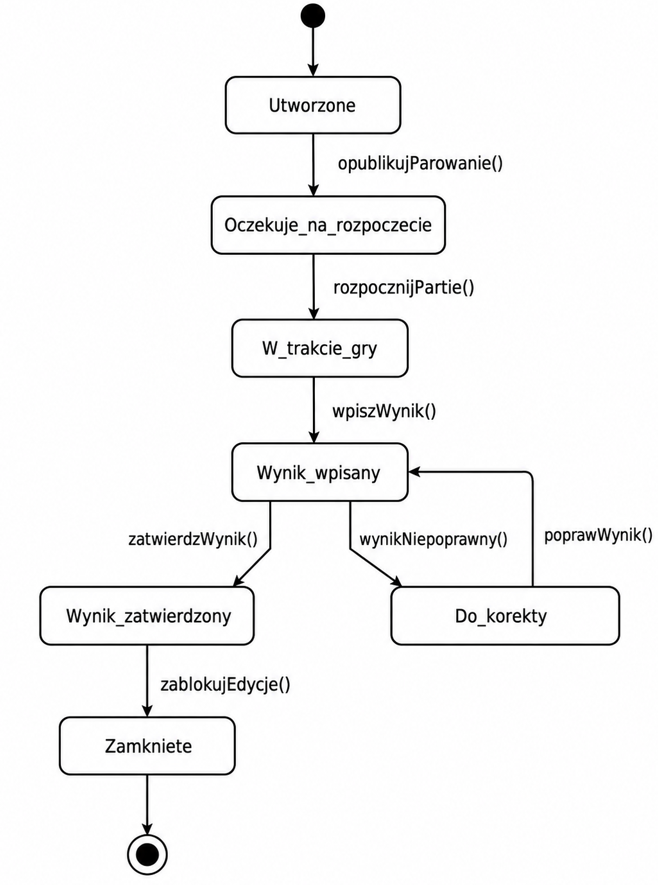 Utworzone
opublikujParowanie()
Oczekuje_na_rozpoczecie
rozpocznijPartie()
W_trakcie_gry
wpiszWynik()
Wynik_wpisany
zatwierdzWynik()
wynikNiepoprawny()
poprawWynik()
Wynik_zatwierdzony
Do_korekty
zablokujEdycje()
Zamkniete